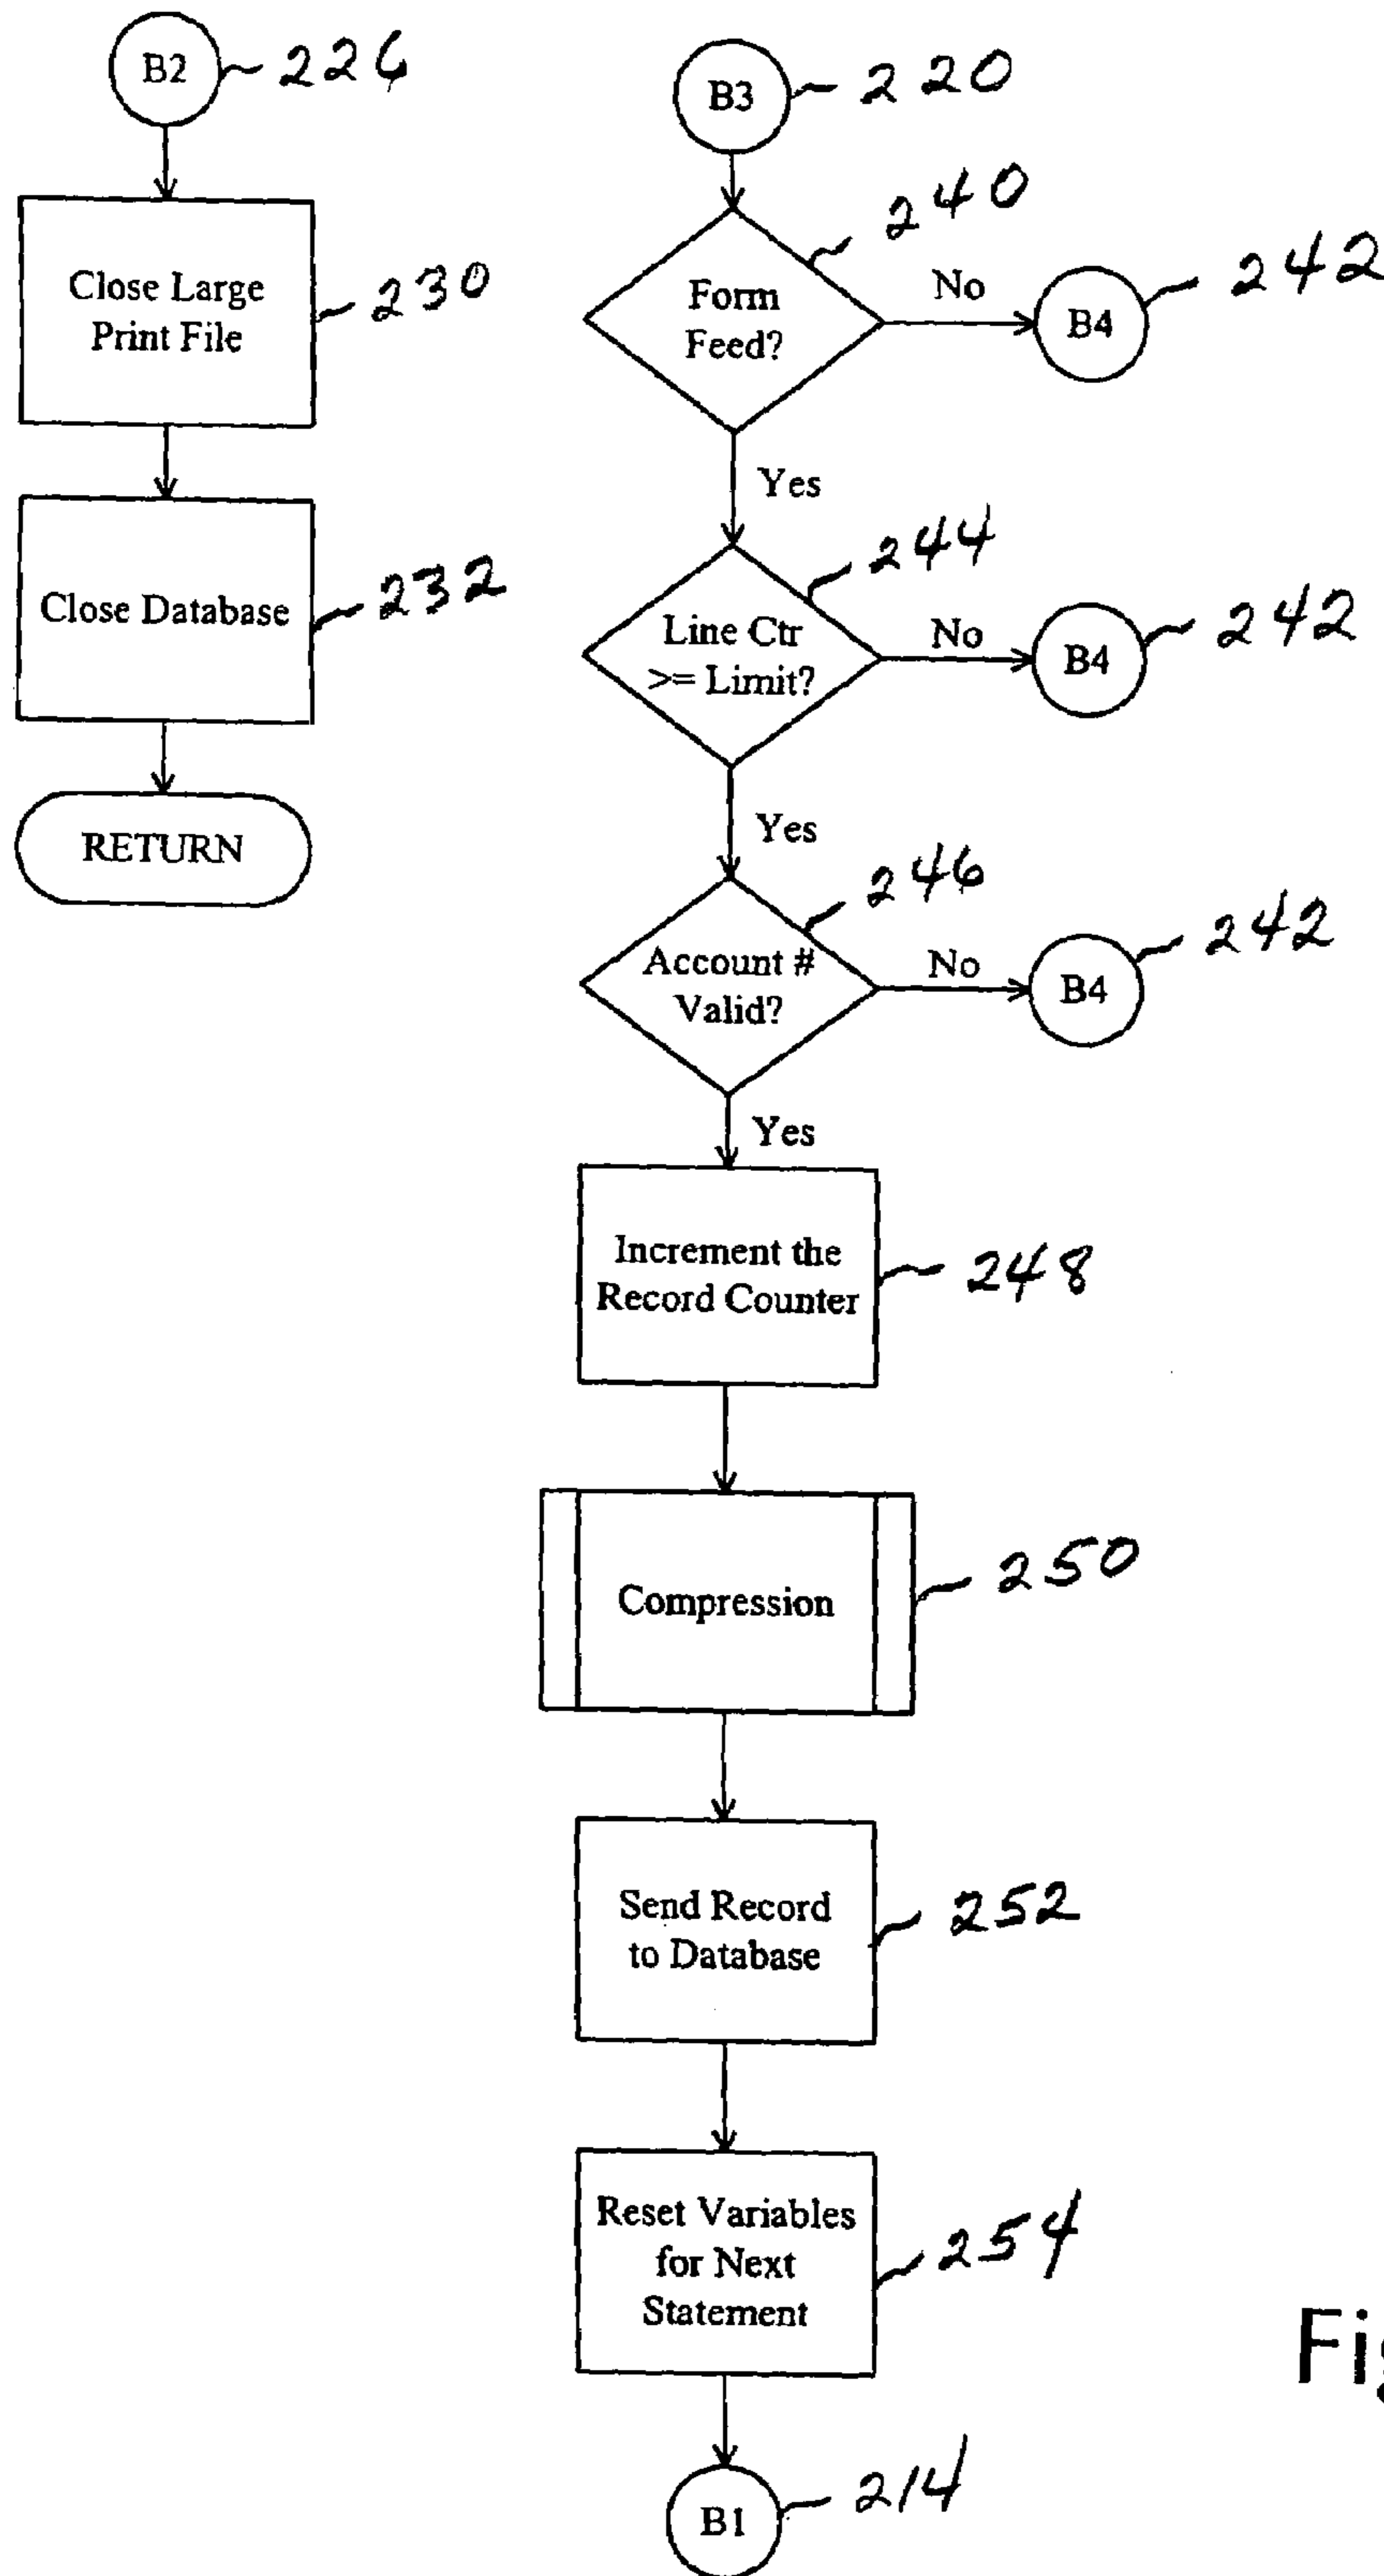 B2
226
Close Large
Print File
230
Close Database
232
RETURN
B3
220
Form
Feed?
240
No
B4
242
Yes
Line Ctr
>= Limit?
244
No
B4
242
Yes
Account #
Valid?
246
No
B4
242
Yes
Increment the
Record Counter
248
Compression
250
Send Record
to Database
252
Reset Variables
for Next
Statement
254
B1
214